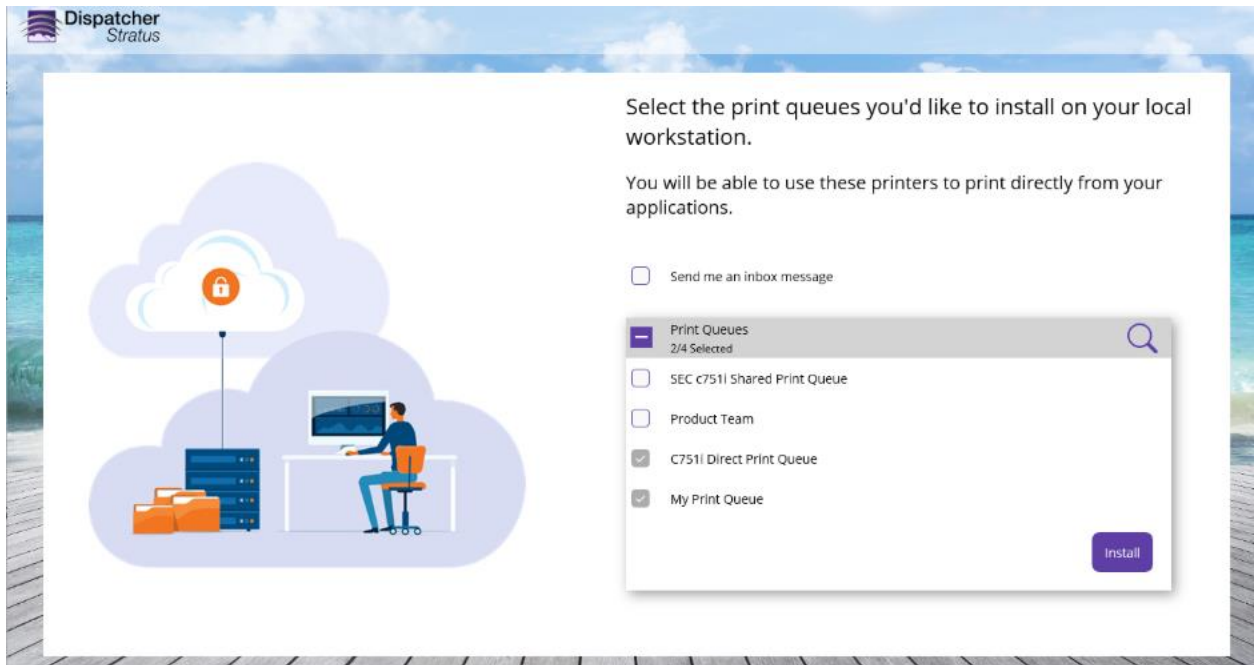 Dispatcher
Stratus
Select the print queues you'd like to install on your local
workstation.
You will be able to use these printers to print directly from your
applications.
Send me an inbox message
Print Queues
2/4 Selected
SEC c751i Shared Print Queue
Product Team
C751i Direct Print Queue
My Print Queue
Install